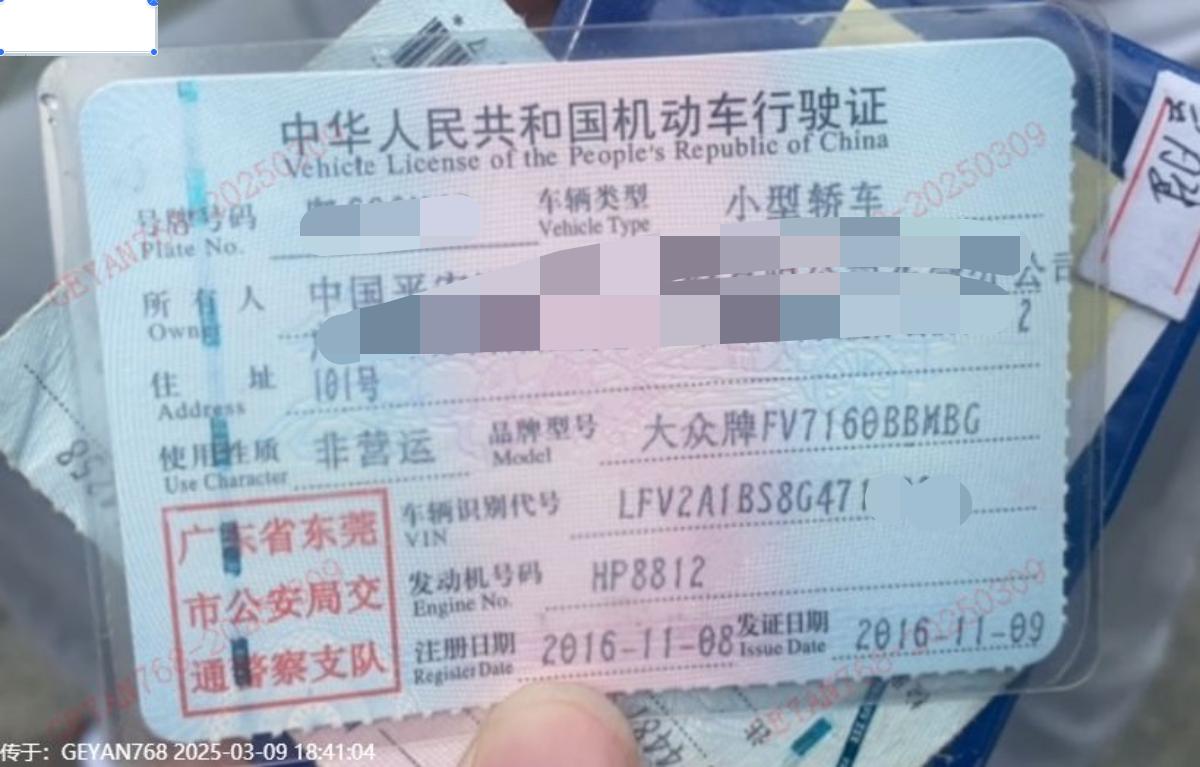 中华人民共和国机动车行驶证
Vehicle License of the People's Republic of China
号牌号码
Plate No.
车辆类型 小型轿车
Vehicle Type
所有人 中国平安 公司
Owner
2
住址 101号
Address
使用性质 非营运
Use Character
品牌型号 大众牌FV7160BBMBG
Model
车辆识别代号 LFV2A1BS8G471
VIN
发动机号码 HP8812
Engine No.
注册日期 2016-11-08
Register Date
发证日期 2016-11-09
Issue Date
广东省东莞
市公安局交
通警察支队
GEYAN768-20250309
传于：GEYAN768 2025-03-09 18:41:04